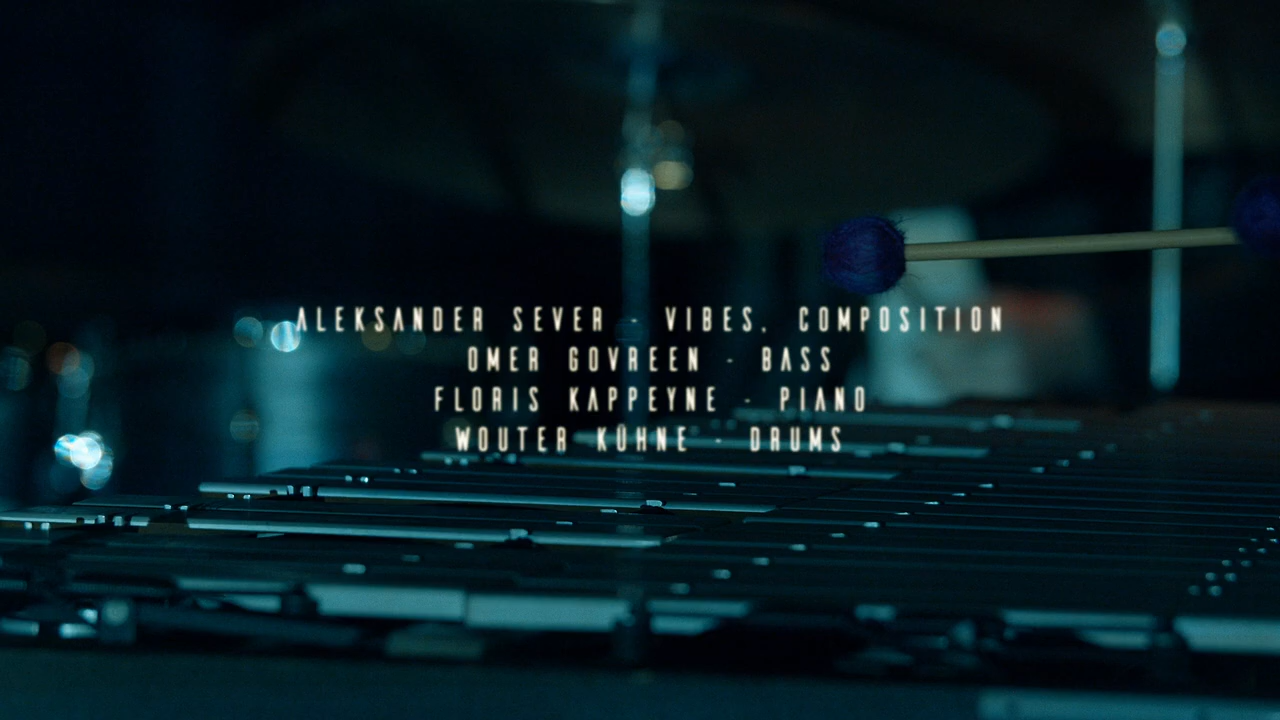 ALEKSANDER SEVER - VIBES, COMPOSITION
OMER GOVREEN - BASS
FLORIS KAPPEYNE - PIANO
WOUTER KÜHNE - DRUMS